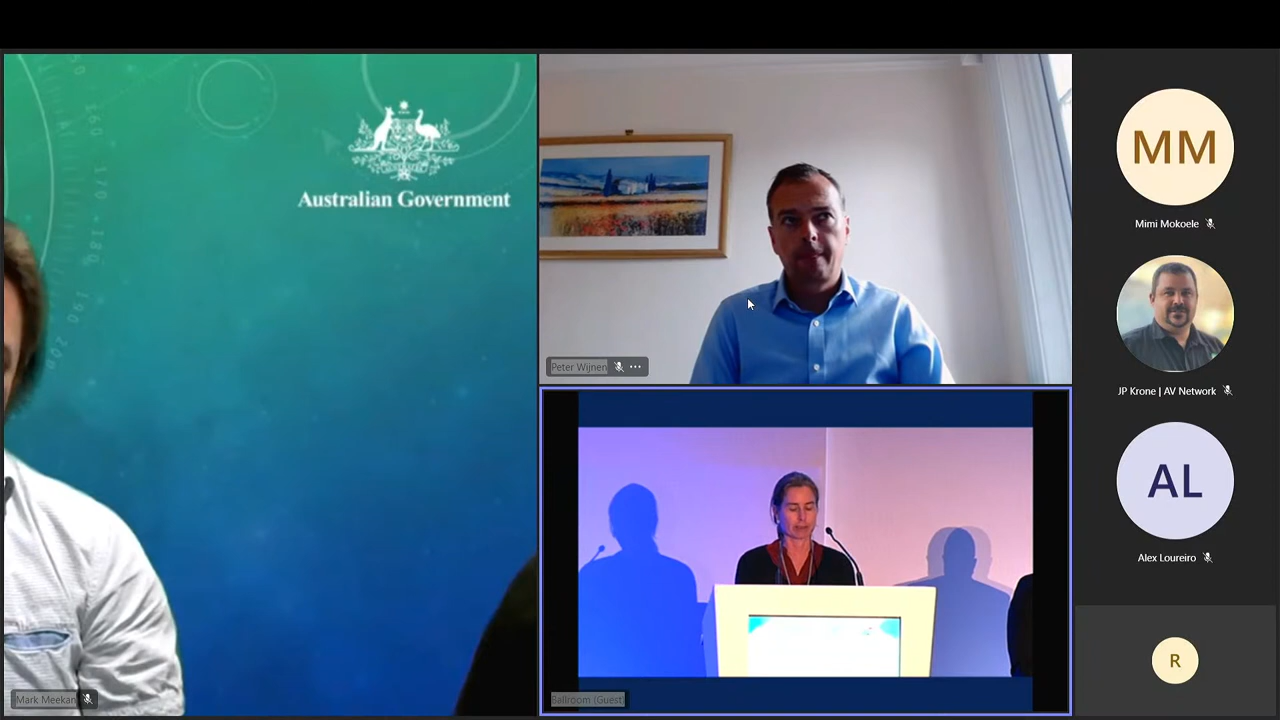 Australian Government
Mark Meekan
Peter Wijnen
Ballroom (Guest)
MM
Mimi Mokoele
JP Krone | AV Network
AL
Alex Loureiro
R